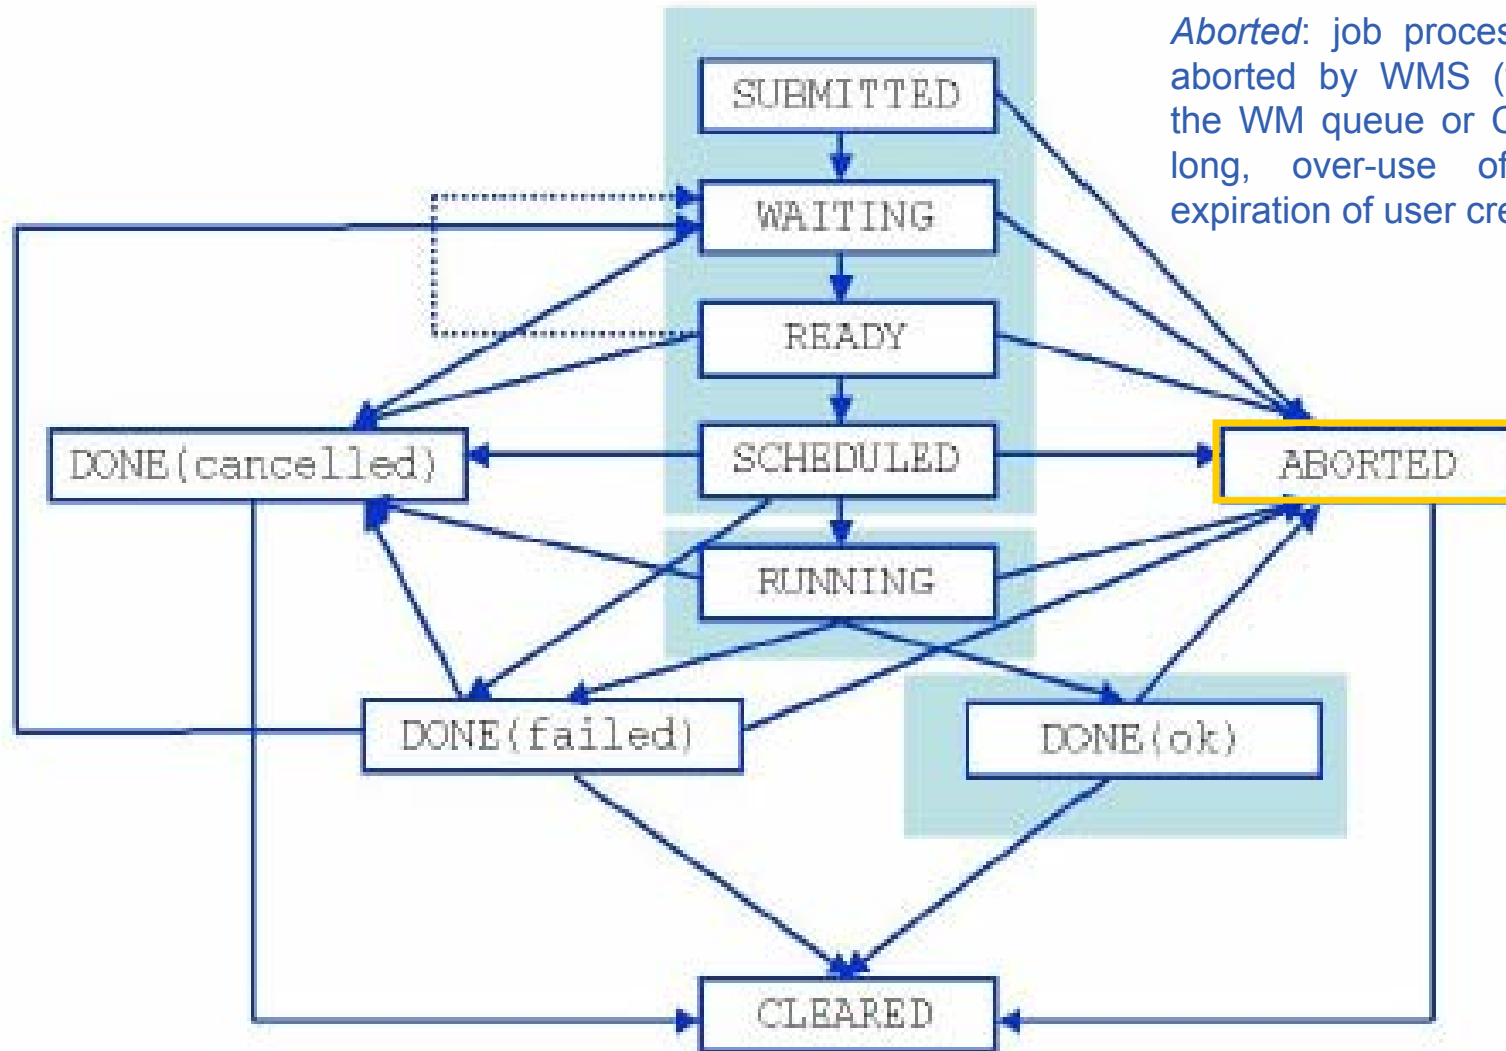 Aborted: job proces
aborted by WMS (
the WM queue or C
long, over-use of
expiration of user cre
SUBMITTED
WAITING
READY
SCHEDULED
DONE(cancelled)
ABORTED
RUNNING
DONE(failed)
DONE(ok)
CLEARED